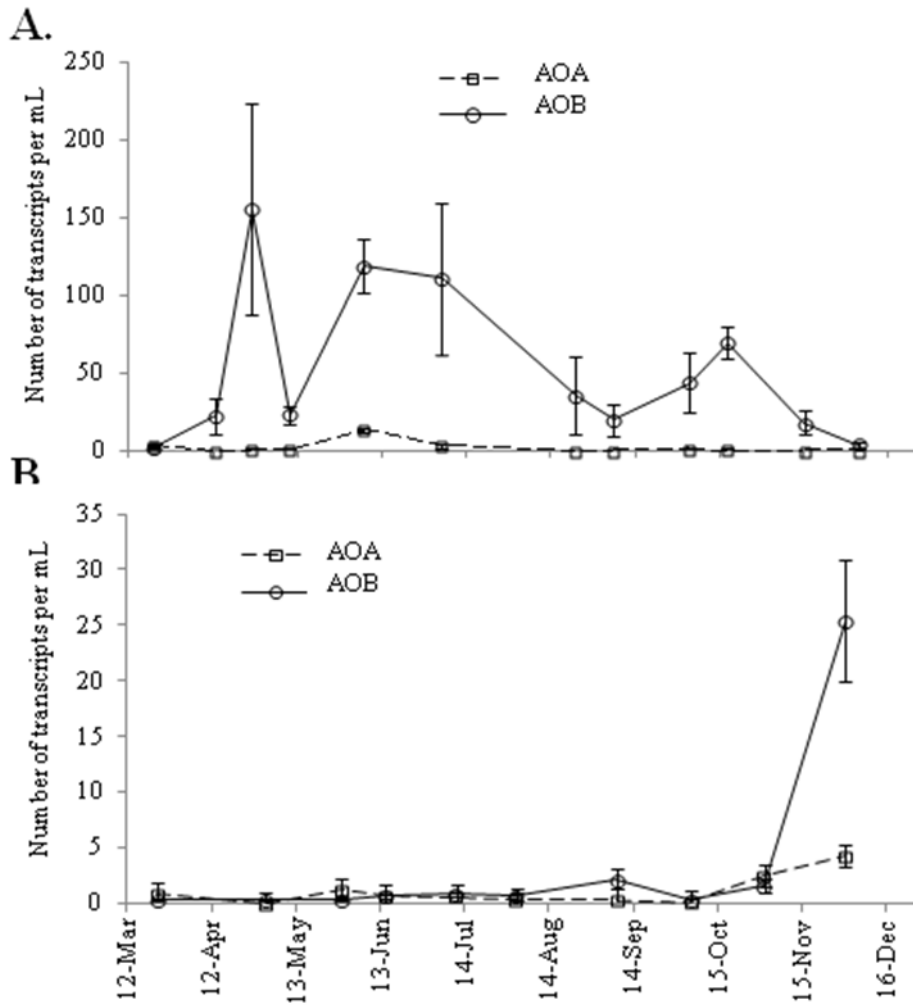 A.
Number of transcripts per mL
250
200
150
100
50
0
AOA
AOB
B
Number of transcripts per mL
35
30
25
20
15
10
5
0
AOA
AOB
12-Mar
12-Apr
13-May
13-Jun
14-Jul
14-Aug
14-Sep
15-Oct
15-Nov
16-Dec